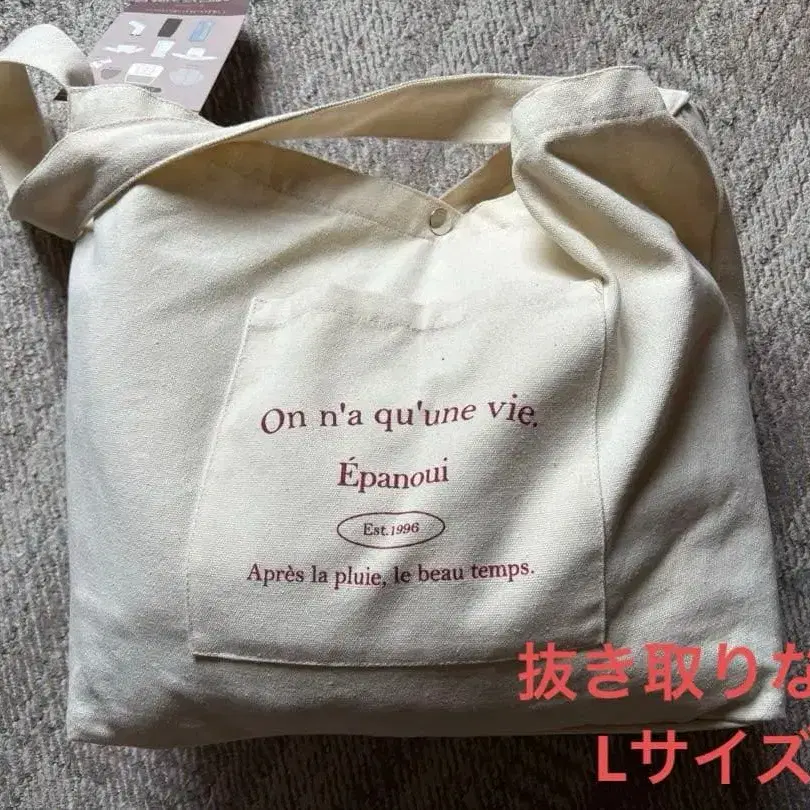 On n'a qu'une vie.
Épanoui
Est.1996
Après la pluie, le beau temps.
抜き取りな
Lサイズ